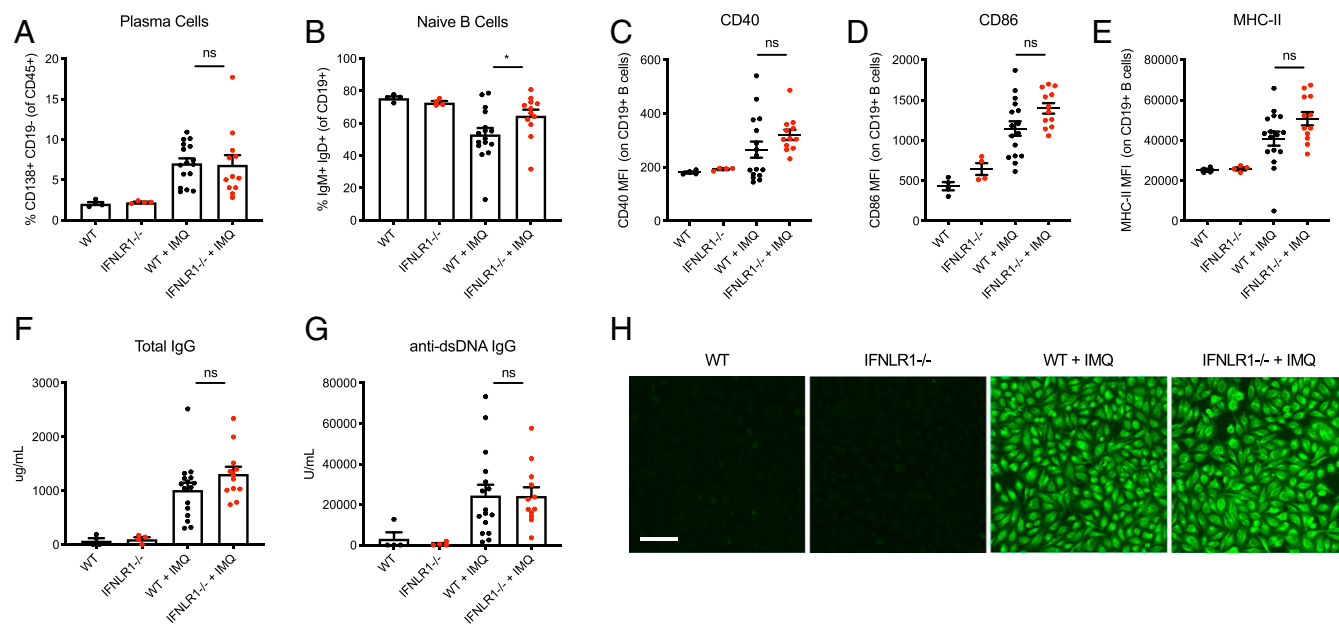 A
Plasma Cells
% CD138+ CD19- (of CD45+)
20
15
10
5
0
ns
WT
IFNLR1-/-
WT + IMQ
IFNLR1-/- + IMQ
B
Naive B Cells
% IgM+ IgD+ (of CD19+)
100
80
60
40
20
0
*
WT
IFNLR1-/-
WT + IMQ
IFNLR1-/- + IMQ
C
CD40
CD40 MFI (on CD19+ B cells)
600
400
200
0
ns
WT
IFNLR1-/-
WT + IMQ
IFNLR1-/- + IMQ
D
CD86
CD86 MFI (on CD19+ B cells)
2000
1500
1000
500
0
ns
WT
IFNLR1-/-
WT + IMQ
IFNLR1-/- + IMQ
E
MHC-II
MHC-II MFI (on CD19+ B cells)
80000
60000
40000
20000
0
ns
WT
IFNLR1-/-
WT + IMQ
IFNLR1-/- + IMQ
F
Total IgG
ug/mL
3000
2000
1000
0
ns
WT
IFNLR1-/-
WT + IMQ
IFNLR1-/- + IMQ
G
anti-dsDNA IgG
U/mL
80000
60000
40000
20000
0
ns
WT
IFNLR1-/-
WT + IMQ
IFNLR1-/- + IMQ
H
WT
IFNLR1-/-
WT + IMQ
IFNLR1-/- + IMQ